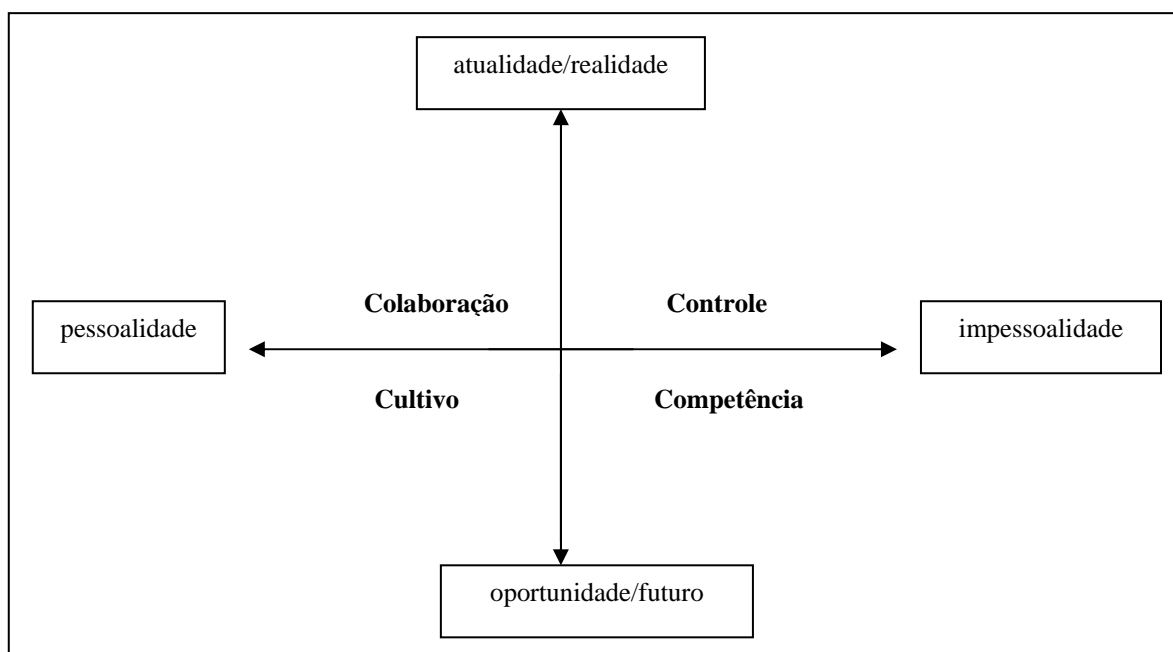 atualidade/realidade
Colaboração
Controle
pessoalidade
impessoalidade
Cultivo
Competência
oportunidade/futuro